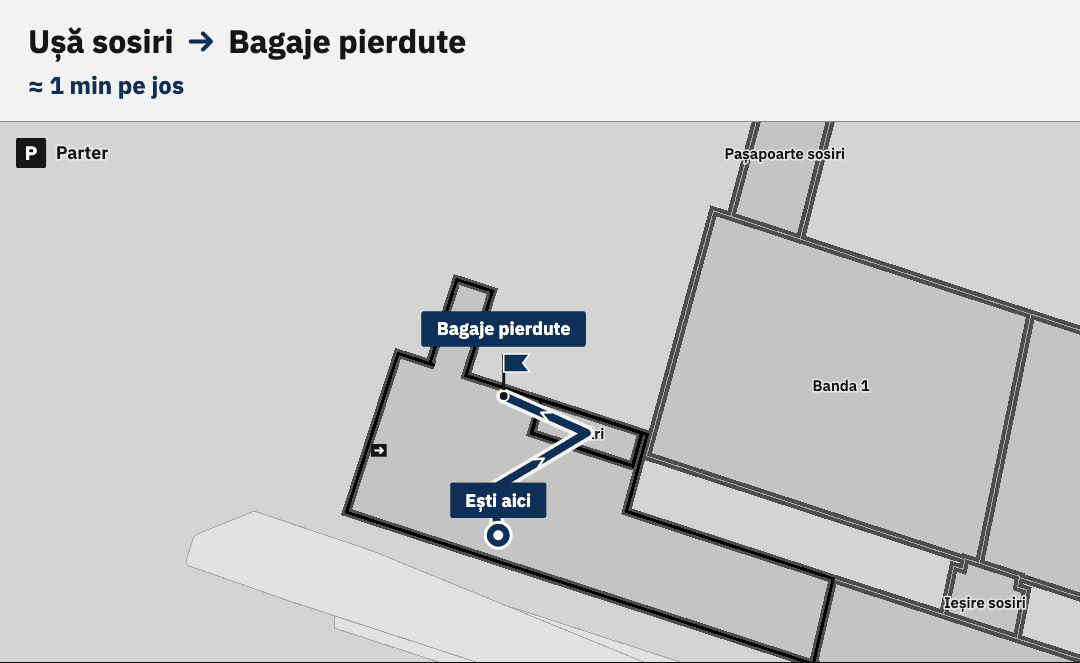 Ușă sosiri → Bagaje pierdute
≈ 1 min pe jos
P Parter
Pașapoarte sosiri
Bagaje pierdute
Banda 1
Ești aici
Ieșire sosiri